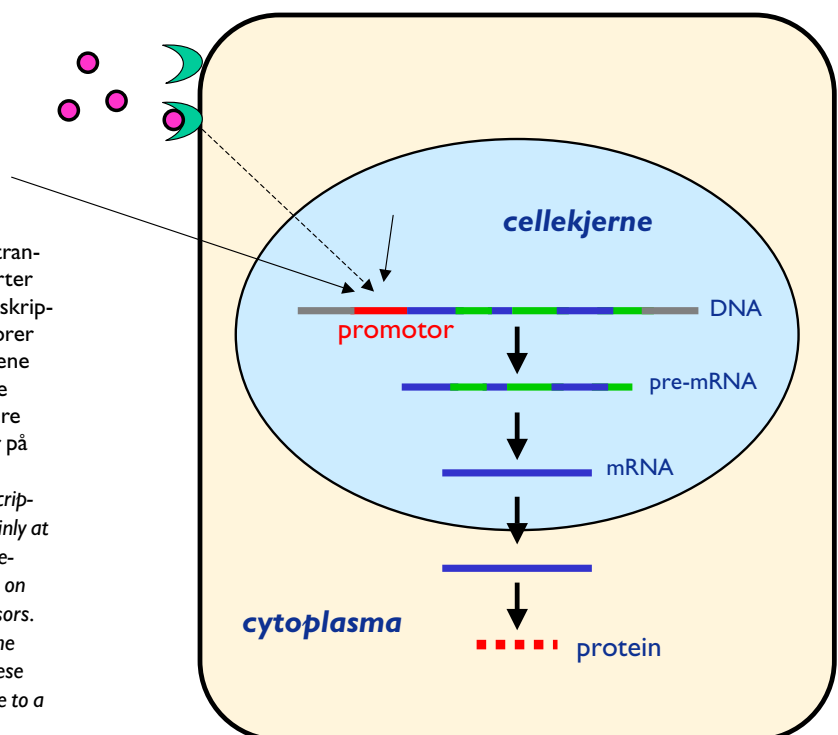 tran-
rter
skrip-
orer
ene
e
re
r på
crip-
inly at
e-
on
sors.
ne
ese
e to a
cellekjerne
DNA
promotor
pre-mRNA
mRNA
cytoplasma
protein